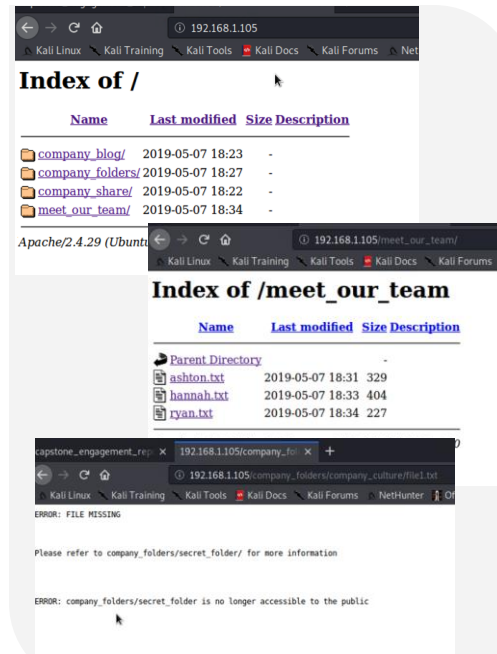 192.168.1.105
Kali Linux Kali Training Kali Tools Kali Docs Kali Forums Net
Index of /
Name Last modified Size Description
company_blog/ 2019-05-07 18:23 -
company_folders/ 2019-05-07 18:27 -
company_share/ 2019-05-07 18:22 -
meet_our_team/ 2019-05-07 18:34 -
Apache/2.4.29 (Ubuntu
192.168.1.105/meet_our_team/
Kali Linux Kali Training Kali Tools Kali Docs Kali Forums
Index of /meet_our_team
Name Last modified Size Description
Parent Directory -
ashton.txt 2019-05-07 18:31 329
hannah.txt 2019-05-07 18:33 404
ryan.txt 2019-05-07 18:34 227
capstone_engagement_rep 192.168.1.105/company_fol
192.168.1.105/company_folders/company_culture/file1.txt
Kali Linux Kali Training Kali Tools Kali Docs Kali Forums NetHunter Of
ERROR: FILE MISSING
Please refer to company_folders/secret_folder/ for more information
ERROR: company_folders/secret_folder is no longer accessible to the public